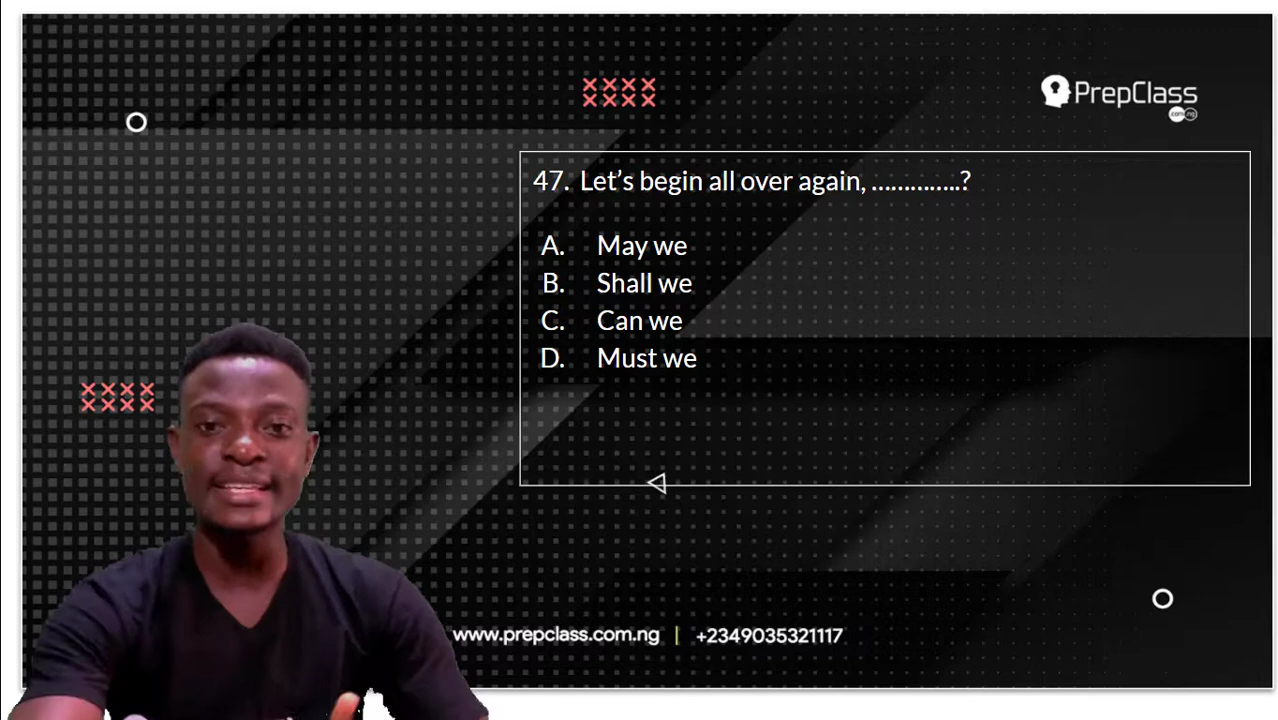 PrepClass
.com.ng
47. Let's begin all over again, ..............?
A. May we
B. Shall we
C. Can we
D. Must we
www.prepclass.com.ng | +2349035321117